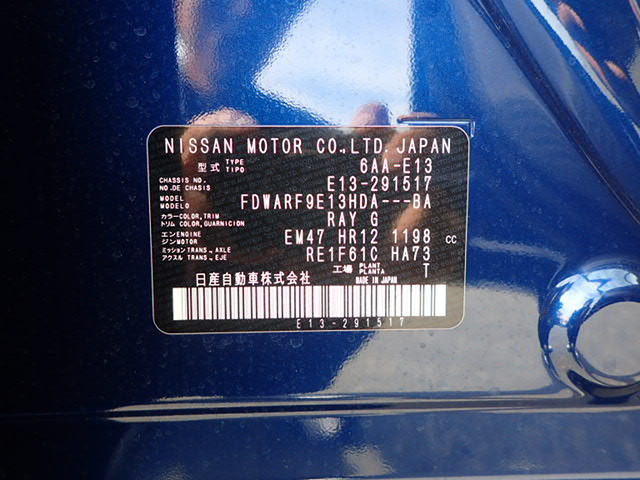 NISSAN MOTOR CO.,LTD. JAPAN
型式 TYPE TIPO 6AA-E13
CHASSIS NO. NO.DE CHASIS E13-291517
MODEL MODELO FDWARF9E13HDA---BA
カラー COLOR,TRIM トリム COLOR,GUARNICION RAY G
エンジン ENGINE MOTOR EM47 HR12 1198 cc
ミッション TRANS., AXLE アクスル TRANS.,EJE RE1F61C HA73
工場 PLANT PLANTA T
日産自動車株式会社 MADE IN JAPAN
E13-291517